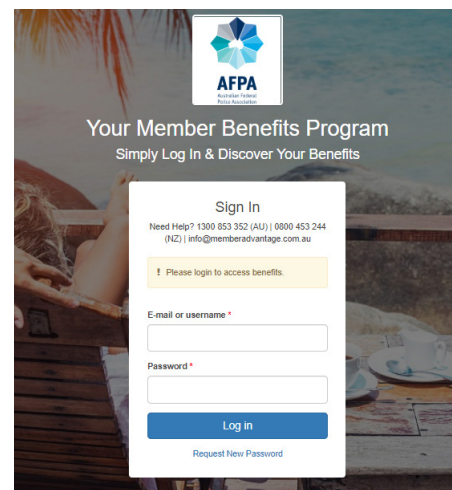 AFPA
Australian Federal
Police Association
Your Member Benefits Program
Simply Log In & Discover Your Benefits
Sign In
Need Help? 1300 853 352 (AU) | 0800 453 244
(NZ) | info@memberadvantage.com.au
! Please login to access benefits.
E-mail or username *
Password *
Log in
Request New Password